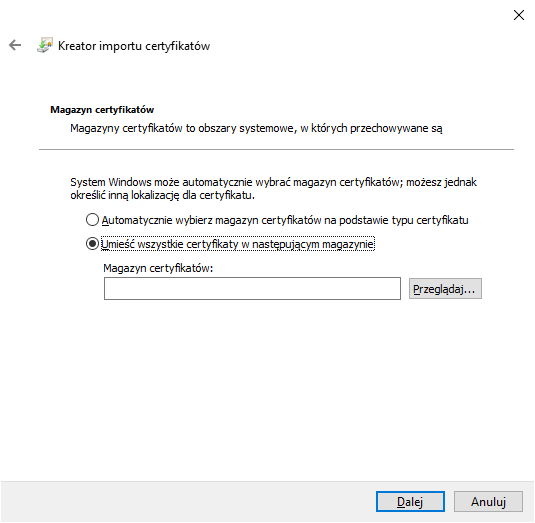 Kreator importu certyfikatów
Magazyn certyfikatów
Magazyny certyfikatów to obszary systemowe, w których przechowywane są
System Windows może automatycznie wybrać magazyn certyfikatów; możesz jednak
określić inną lokalizację dla certyfikatu.
Automatycznie wybierz magazyn certyfikatów na podstawie typu certyfikatu
Umieść wszystkie certyfikaty w następującym magazynie
Magazyn certyfikatów:
Przeglądaj...
Dalej
Anuluj